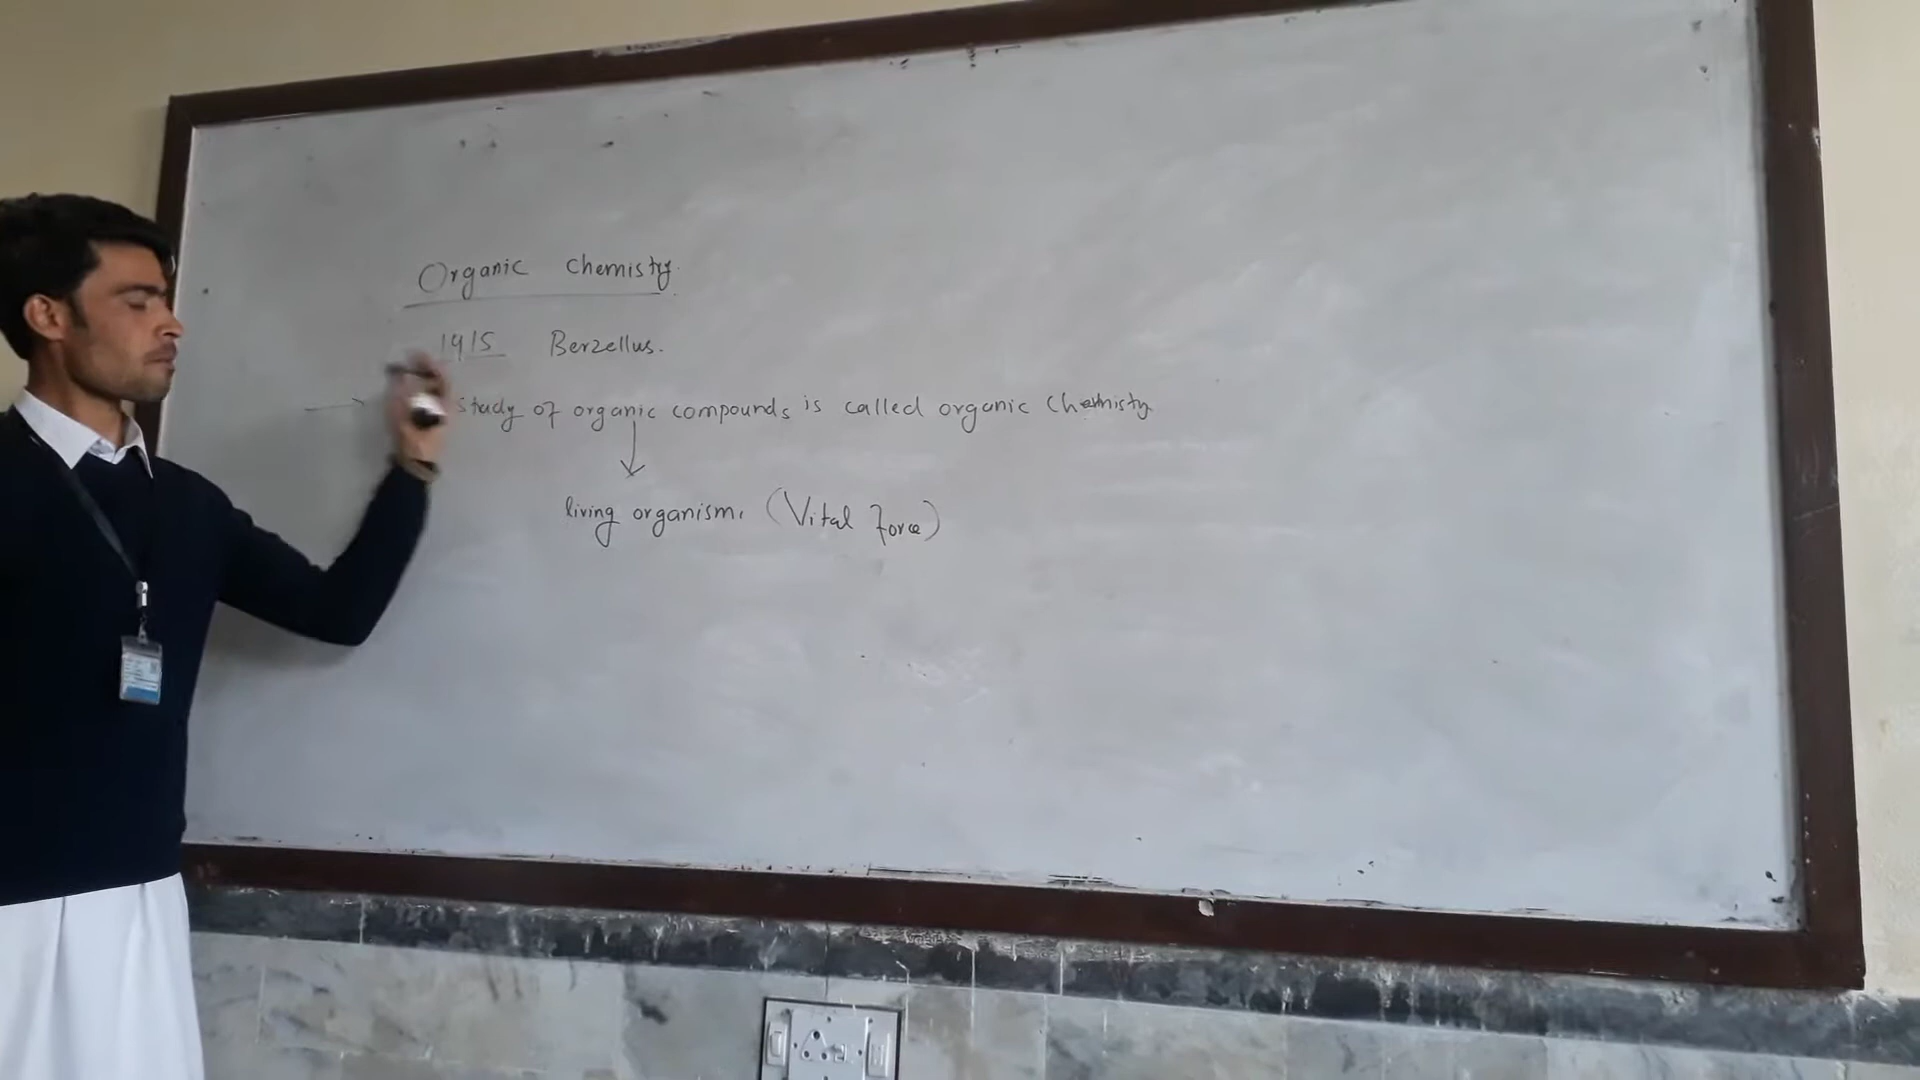 Organic Chemistry.
1915 Berzellus.
→ study of organic compounds is called organic Chemisty
↓
living organism. (Vital Force)